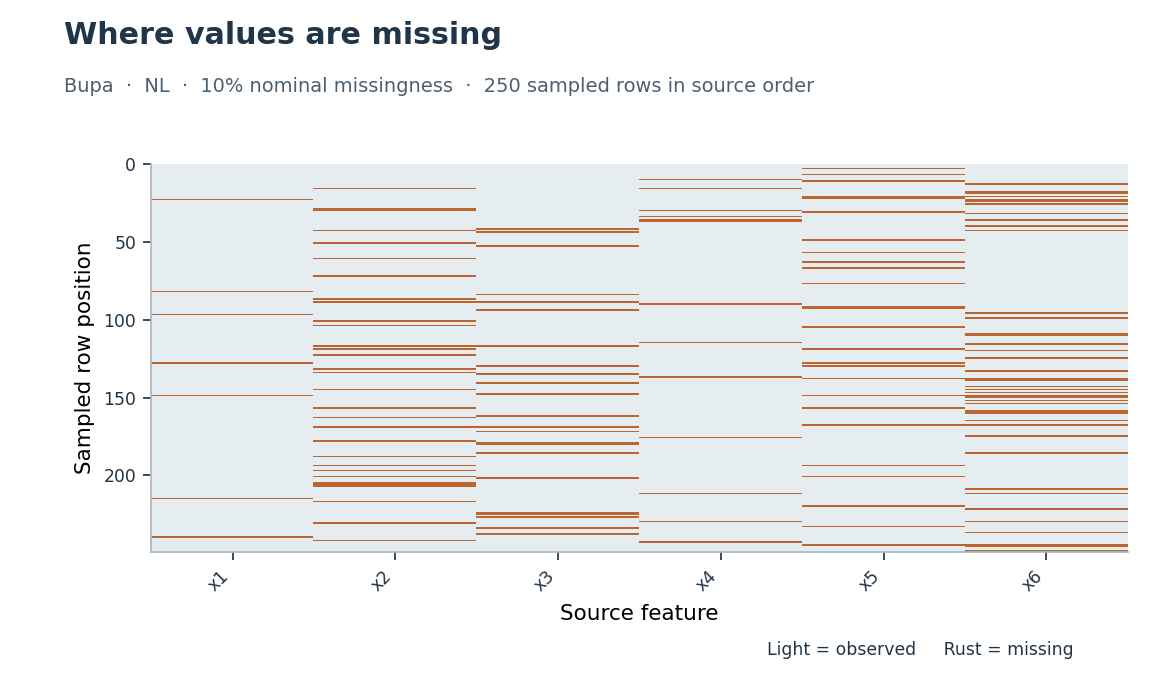 Where values are missing
Bupa · NL · 10% nominal missingness · 250 sampled rows in source order
0
50
100
150
200
Sampled row position
x1 x2 x3 x4 x5 x6
Source feature
Light = observed Rust = missing